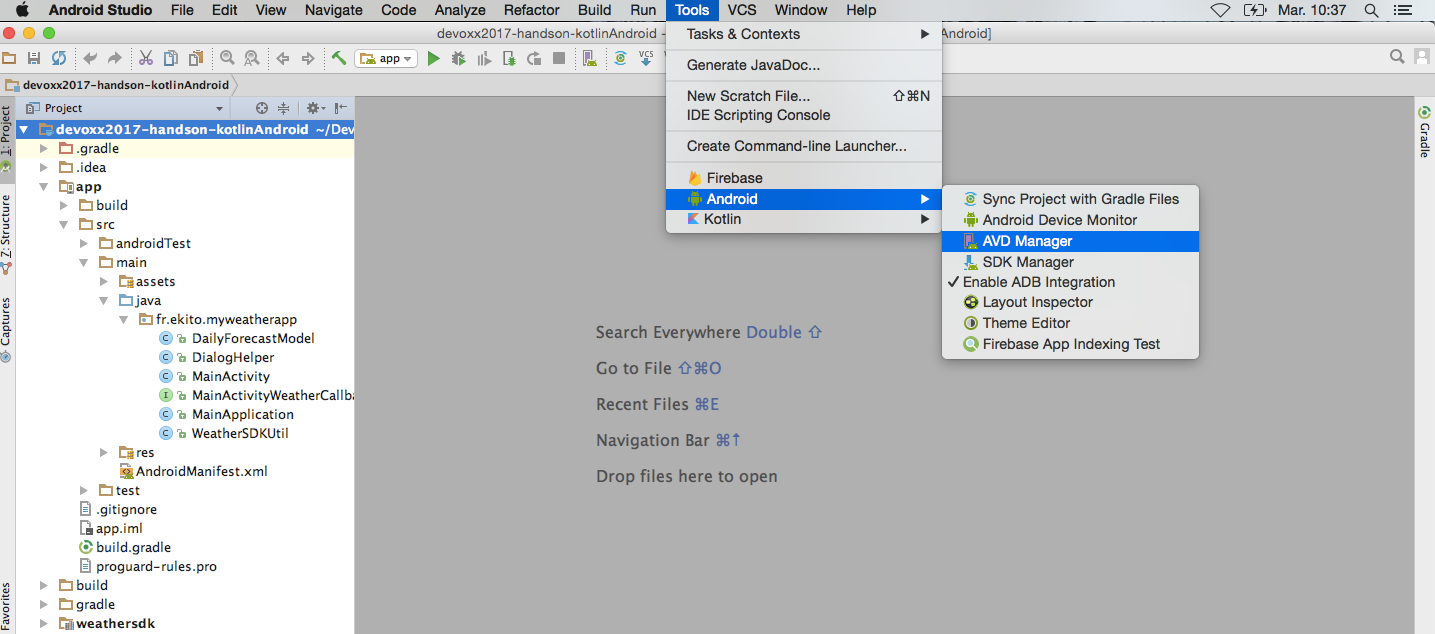 Android Studio File Edit View Navigate Code Analyze Refactor Build Run Tools VCS Window Help Mar. 10:37
devoxx2017-handson-kotlinAndroid - Android]
app VCS
devoxx2017-handson-kotlinAndroid
Project
1: Project
Z: Structure
Captures
Favorites
devoxx2017-handson-kotlinAndroid ~/Dev
.gradle
.idea
app
build
src
androidTest
main
assets
java
fr.ekito.myweatherapp
DailyForecastModel
DialogHelper
MainActivity
MainActivityWeatherCallba
MainApplication
WeatherSDKUtil
res
AndroidManifest.xml
test
.gitignore
app.iml
build.gradle
proguard-rules.pro
build
gradle
weathersdk
Tasks & Contexts
Generate JavaDoc...
New Scratch File... ⇧⌘N
IDE Scripting Console
Create Command-line Launcher...
Firebase
Android
Kotlin
Sync Project with Gradle Files
Android Device Monitor
AVD Manager
SDK Manager
✓ Enable ADB Integration
Layout Inspector
Theme Editor
Firebase App Indexing Test
Search Everywhere Double ⇧
Go to File ⇧⌘O
Recent Files ⌘E
Navigation Bar ⌘↑
Drop files here to open
Gradle